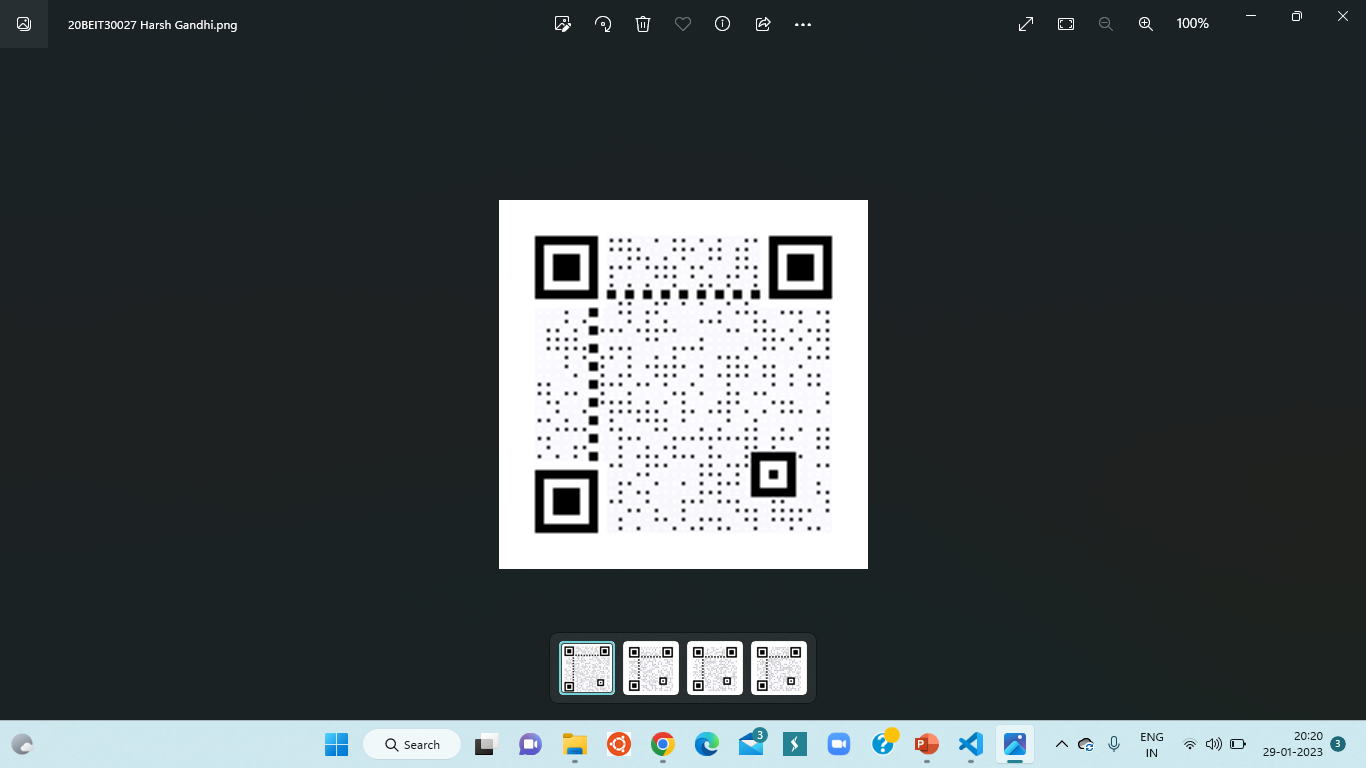 20BEIT30027 Harsh Gandhi.png
100%
Search
3
ENG
IN
20:20
29-01-2023
3